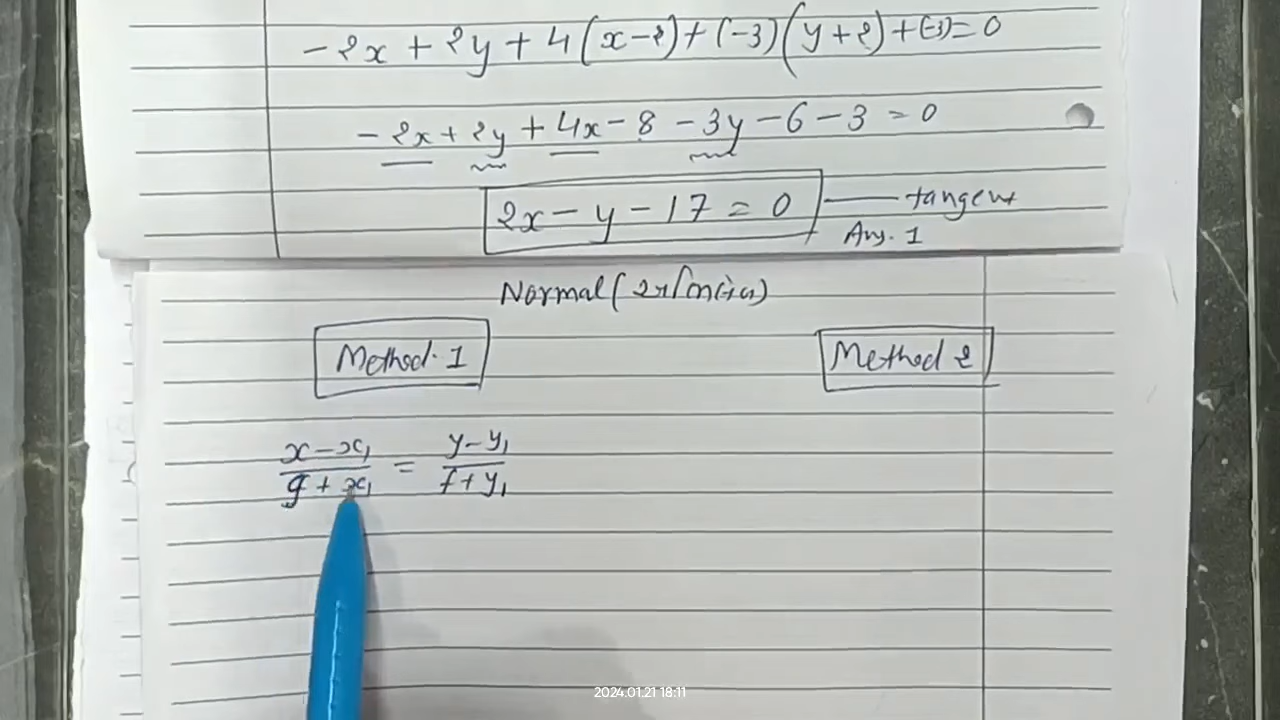 -2x + 2y + 4(x-2) + (-3)(y+2) + (-3) = 0
-2x + 2y + 4x - 8 - 3y - 6 - 3 = 0
2x - y - 17 = 0 —— tangent
Ans. 1
Normal (
Method. 1
Method 2
x - x₁ / g + x₁ = y - y₁ / f + y₁
2024.01.21 18:11